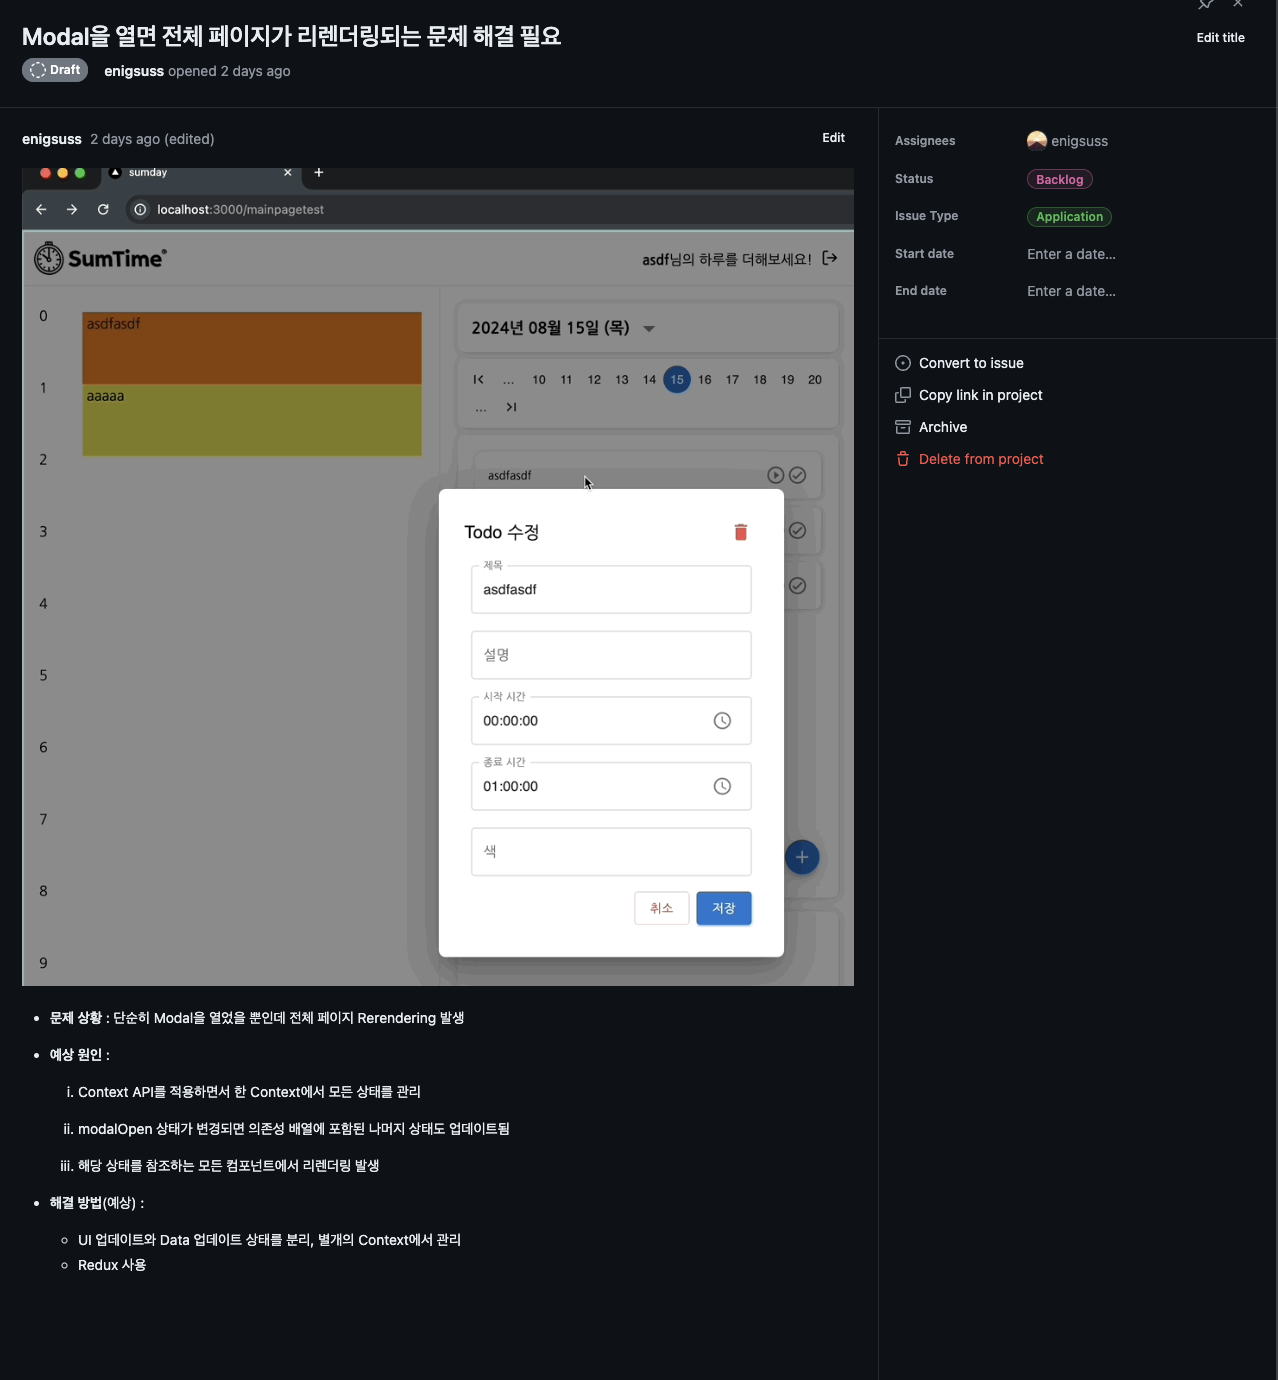 Modal을 열면 전체 페이지가 리렌더링되는 문제 해결 필요
Edit title
Draft
enigsuss opened 2 days ago
enigsuss 2 days ago (edited)
Edit
sumday
localhost:3000/mainpagetest
SumTime
asdf님의 하루를 더해보세요!
0
asdfasdf
1
aaaaa
2
3
4
5
6
7
8
9
2024년 08월 15일 (목)
... 10 11 12 13 14 15 16 17 18 19 20
...
asdfasdf
Todo 수정
제목
asdfasdf
설명
시작 시간
00:00:00
종료 시간
01:00:00
색
취소 저장
• 문제 상황 : 단순히 Modal을 열었을 뿐인데 전체 페이지 Rerendering 발생
• 예상 원인 :
i. Context API를 적용하면서 한 Context에서 모든 상태를 관리
ii. modalOpen 상태가 변경되면 의존성 배열에 포함된 나머지 상태도 업데이트됨
iii. 해당 상태를 참조하는 모든 컴포넌트에서 리렌더링 발생
• 해결 방법(예상) :
◦ UI 업데이트와 Data 업데이트 상태를 분리, 별개의 Context에서 관리
◦ Redux 사용
Assignees enigsuss
Status Backlog
Issue Type Application
Start date Enter a date...
End date Enter a date...
Convert to issue
Copy link in project
Archive
Delete from project